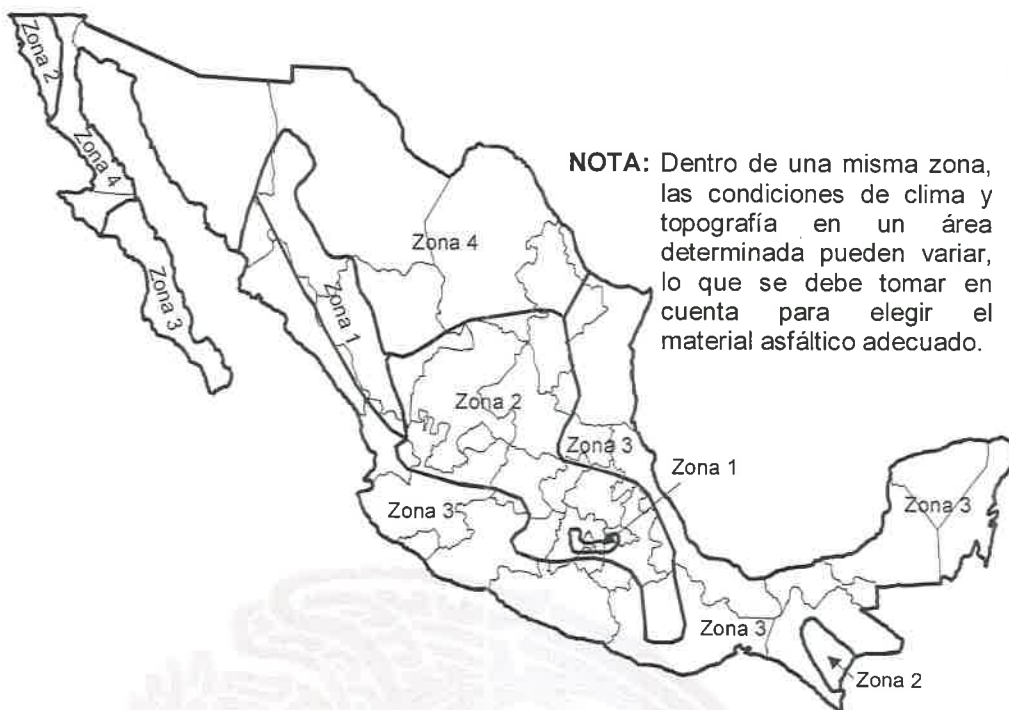 Zona 2
NOTA: Dentro de una misma zona,
las condiciones de clima y
topografía en un área
determinada pueden variar,
lo que se debe tomar en
cuenta para elegir el
material asfáltico adecuado.
Zona 4
Zona 4
Zona 3
Zona 1
Zona 2
Zona 3
Zona 1
Zona 3
Zona 3
Zona 3
Zona 2